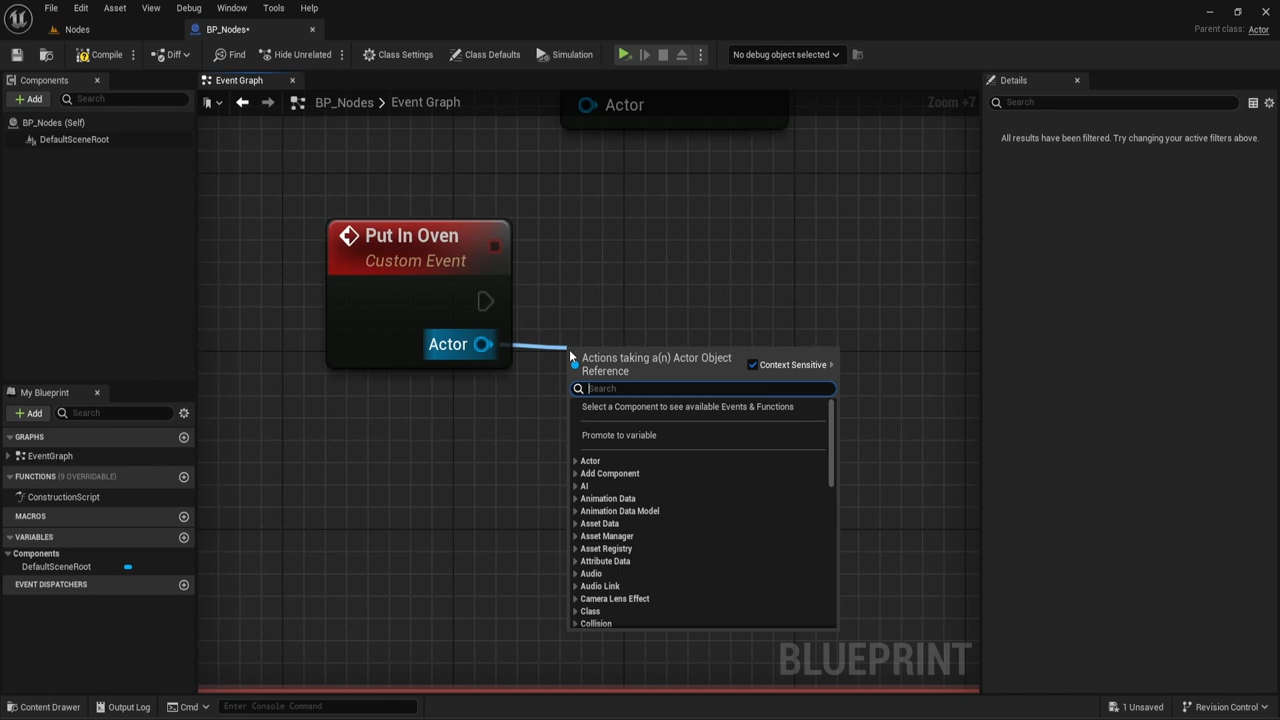 File Edit Asset View Debug Window Tools Help
Nodes
BP_Nodes*
Parent class: Actor
Compile
Diff
Find
Hide Unrelated
Class Settings
Class Defaults
Simulation
No debug object selected
Components
Add
Search
BP_Nodes (Self)
DefaultSceneRoot
Event Graph
BP_Nodes > Event Graph
Zoom +7
Actor
Put In Oven
Custom Event
Actor
Actions taking a(n) Actor Object
Reference
Context Sensitive
Search
Select a Component to see available Events & Functions
Promote to variable
Actor
Add Component
AI
Animation Data
Animation Data Model
Asset Data
Asset Manager
Asset Registry
Attribute Data
Audio
Audio Link
Camera Lens Effect
Class
Collision
BLUEPRINT
Details
Search
All results have been filtered. Try changing your active filters above.
My Blueprint
Add
Search
GRAPHS
EventGraph
FUNCTIONS (9 OVERRIDABLE)
ConstructionScript
MACROS
VARIABLES
Components
DefaultSceneRoot
EVENT DISPATCHERS
Content Drawer
Output Log
Cmd
Enter Console Command
1 Unsaved
Revision Control